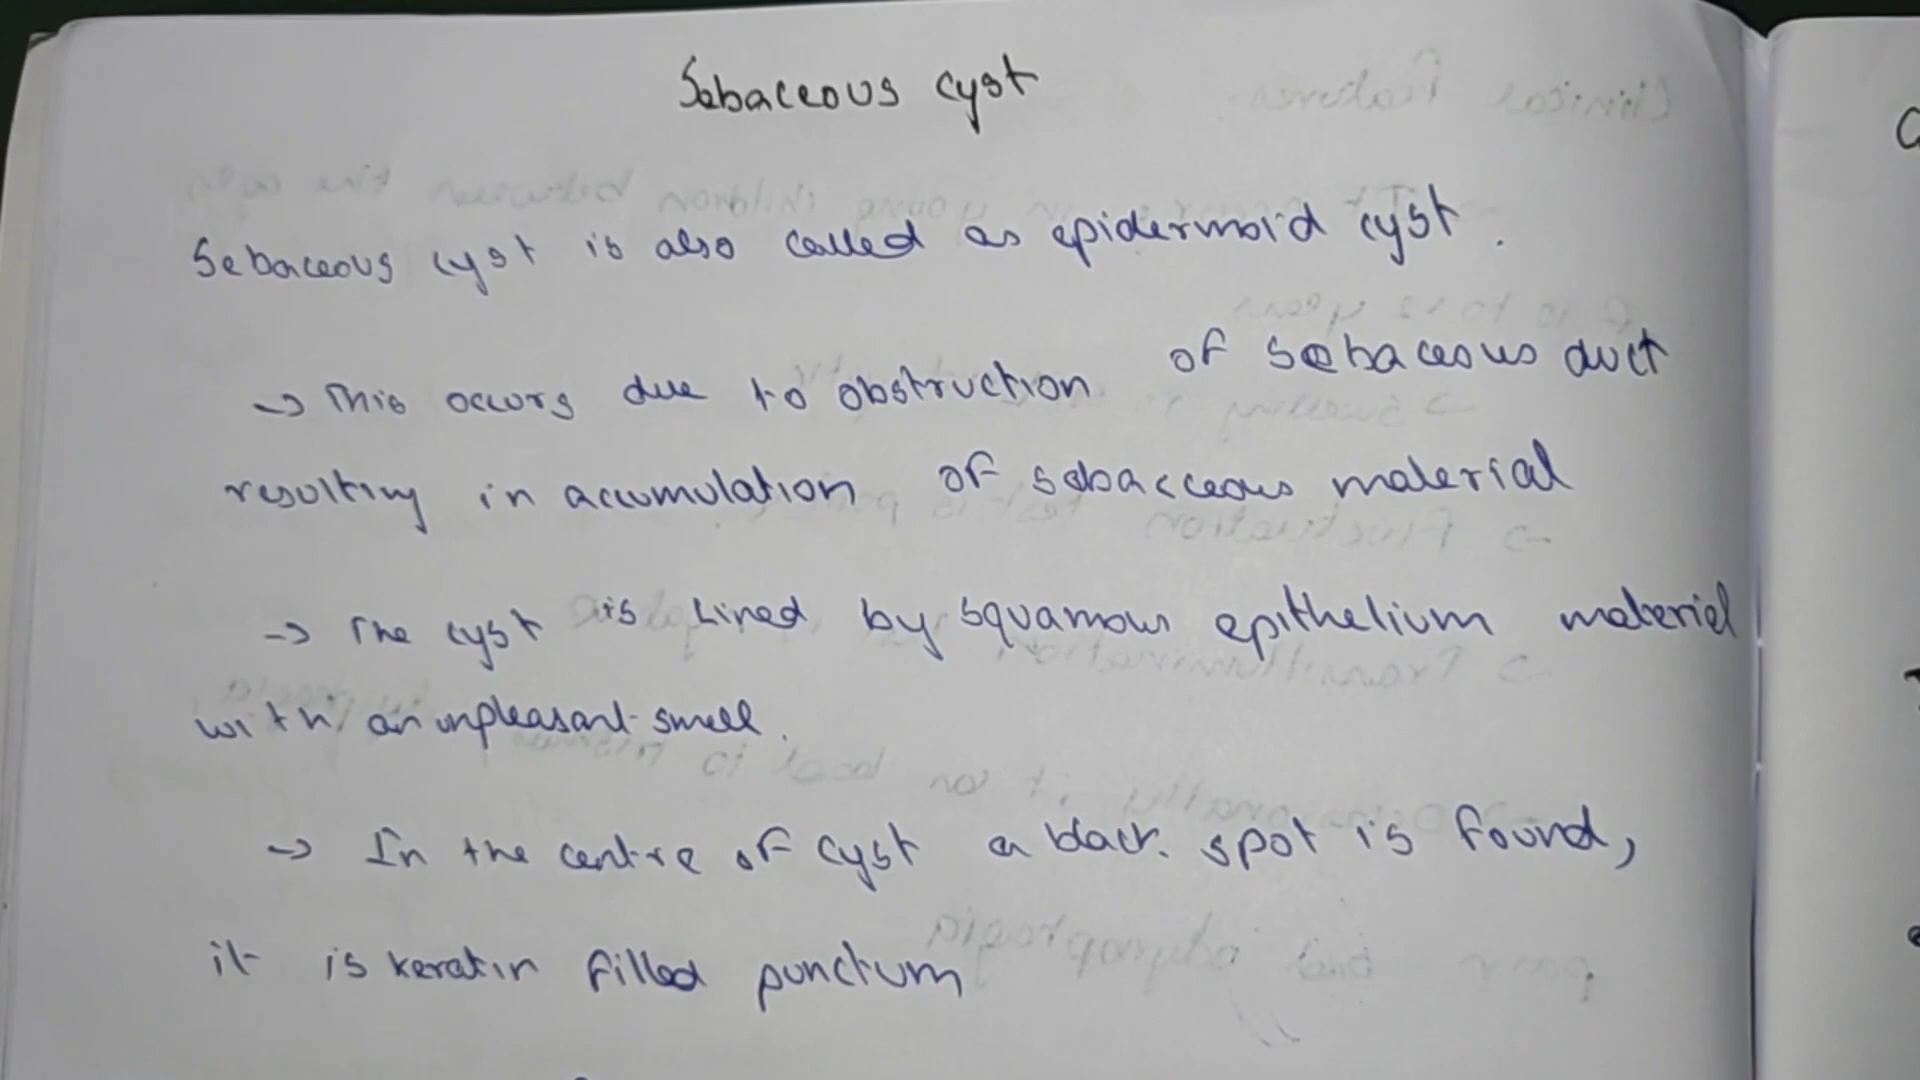 Sebaceous cyst
Sebaceous cyst is also called as epidermoid cyst.
→ This occurs due to obstruction of sebaceous duct
resulting in accumulation of sebacceous material
→ The cyst is Lined by squamous epithelium material
with an unpleasant smell.
→ In the centre of cyst a black spot is found,
it is keratin filled punctum